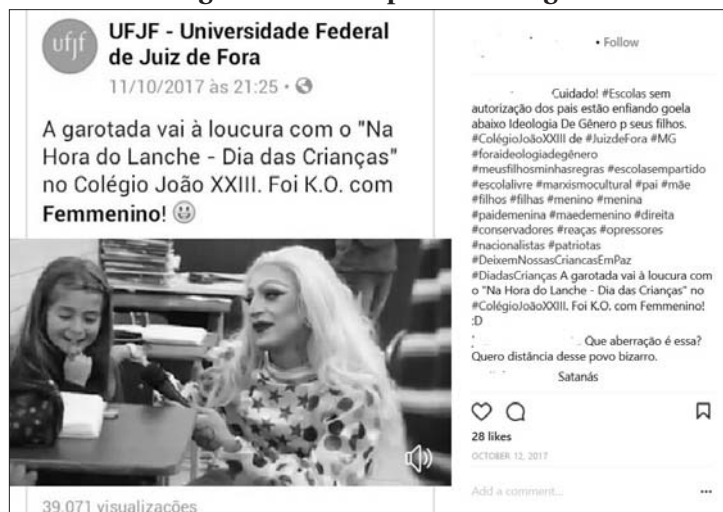 ufjf
UFJF - Universidade Federal
de Juiz de Fora
11/10/2017 às 21:25 •
A garotada vai à loucura com o "Na
Hora do Lanche - Dia das Crianças"
no Colégio João XXIII. Foi K.O. com
Femmenino!
39.071 visualizações
• Follow
Cuidado! #Escolas sem
autorização dos pais estão enfiando goela
abaixo Ideologia De Gênero p seus filhos.
#ColégioJoãoXXIII de #JuizdeFora #MG
#foraideologiadegênero
#meusfilhosminhasregras #escolasempartido
#escolalivre #marxismocultural #pai #mãe
#filhos #filhas #menino #menina
#paidemenina #maedemenino #direita
#conservadores #reaças #opressores
#nacionalistas #patriotas
#DeixemNossasCriancasEmPaz
#DiadasCrianças A garotada vai à loucura com
o "Na Hora do Lanche - Dia das Crianças" no
#ColégioJoãoXXIII. Foi K.O. com Femmenino!
:D
Que aberração é essa?
Quero distância desse povo bizarro.
Satanás
28 likes
OCTOBER 12, 2017
Add a comment...